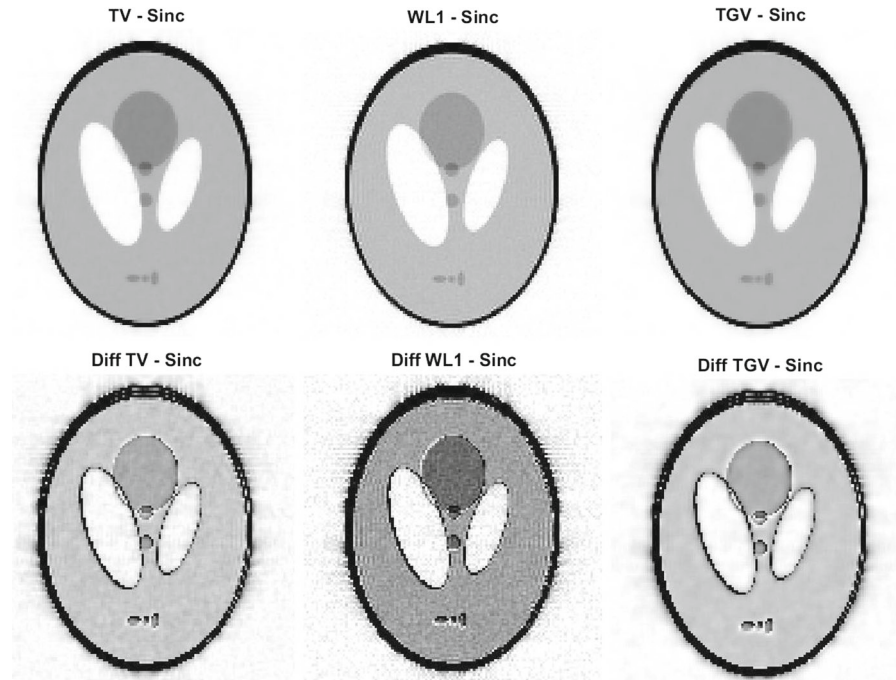 TV - Sinc
WL1 - Sinc
TGV - Sinc
Diff TV - Sinc
Diff WL1 - Sinc
Diff TGV - Sinc